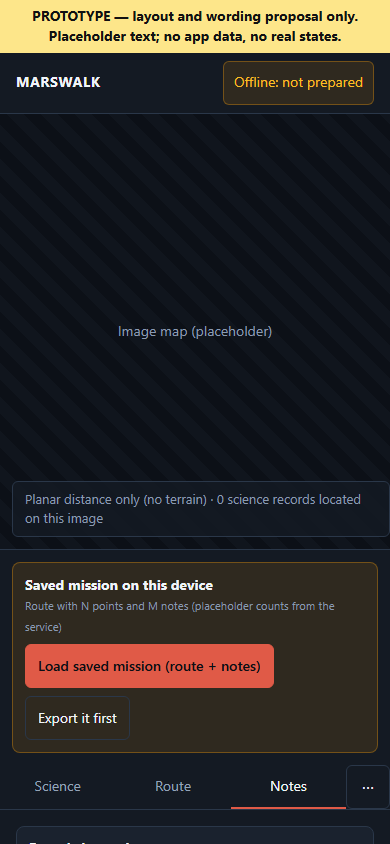 PROTOTYPE — layout and wording proposal only.
Placeholder text; no app data, no real states.
MARSWALK
Offline: not prepared
Image map (placeholder)
Planar distance only (no terrain) · 0 science records located
on this image
Saved mission on this device
Route with N points and M notes (placeholder counts from the
service)
Load saved mission (route + notes)
Export it first
Science
Route
Notes
...